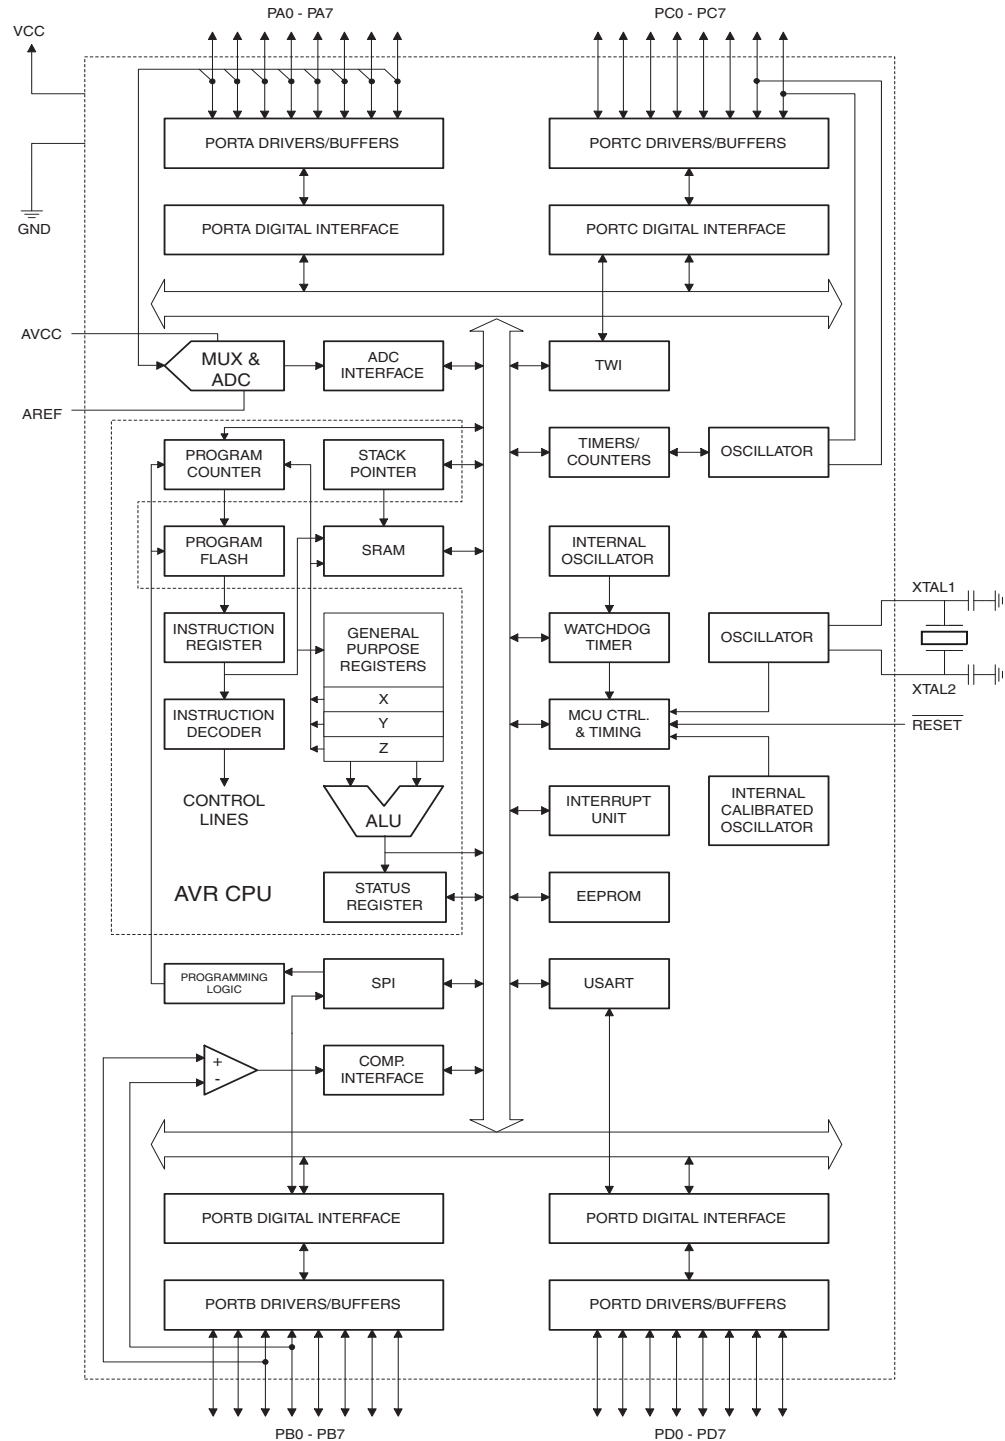 PA0 - PA7
PC0 - PC7
VCC
PORTA DRIVERS/BUFFERS
PORTC DRIVERS/BUFFERS
PORTA DIGITAL INTERFACE
PORTC DIGITAL INTERFACE
GND
AVCC
MUX &
ADC
ADC
INTERFACE
TWI
AREF
PROGRAM
COUNTER
STACK
POINTER
TIMERS/
COUNTERS
OSCILLATOR
PROGRAM
FLASH
SRAM
INTERNAL
OSCILLATOR
XTAL1
INSTRUCTION
REGISTER
GENERAL
PURPOSE
REGISTERS
WATCHDOG
TIMER
OSCILLATOR
X
XTAL2
INSTRUCTION
DECODER
Y
MCU CTRL.
& TIMING
RESET
Z
CONTROL
LINES
ALU
INTERRUPT
UNIT
INTERNAL
CALIBRATED
OSCILLATOR
AVR CPU
STATUS
REGISTER
EEPROM
PROGRAMMING
LOGIC
SPI
USART
+
-
COMP.
INTERFACE
PORTB DIGITAL INTERFACE
PORTD DIGITAL INTERFACE
PORTB DRIVERS/BUFFERS
PORTD DRIVERS/BUFFERS
PB0 - PB7
PD0 - PD7